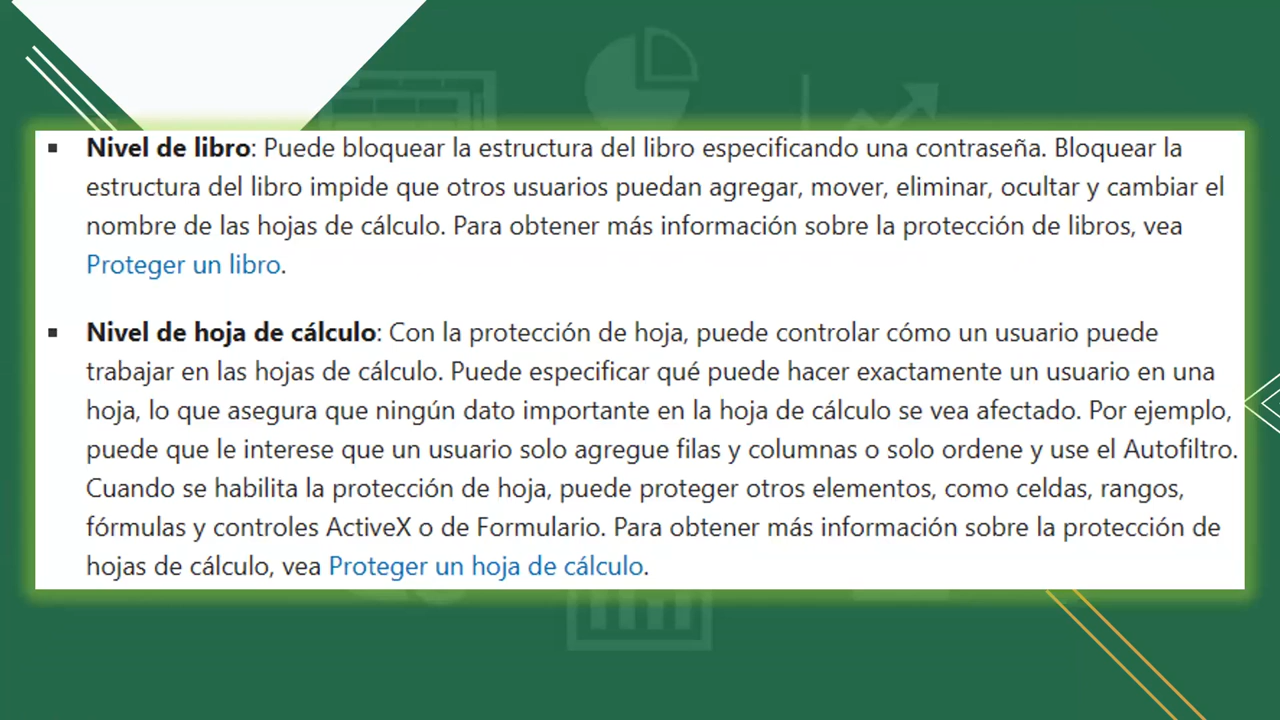 ▪ Nivel de libro: Puede bloquear la estructura del libro especificando una contraseña. Bloquear la
estructura del libro impide que otros usuarios puedan agregar, mover, eliminar, ocultar y cambiar el
nombre de las hojas de cálculo. Para obtener más información sobre la protección de libros, vea
Proteger un libro.
▪ Nivel de hoja de cálculo: Con la protección de hoja, puede controlar cómo un usuario puede
trabajar en las hojas de cálculo. Puede especificar qué puede hacer exactamente un usuario en una
hoja, lo que asegura que ningún dato importante en la hoja de cálculo se vea afectado. Por ejemplo,
puede que le interese que un usuario solo agregue filas y columnas o solo ordene y use el Autofiltro.
Cuando se habilita la protección de hoja, puede proteger otros elementos, como celdas, rangos,
fórmulas y controles ActiveX o de Formulario. Para obtener más información sobre la protección de
hojas de cálculo, vea Proteger un hoja de cálculo.